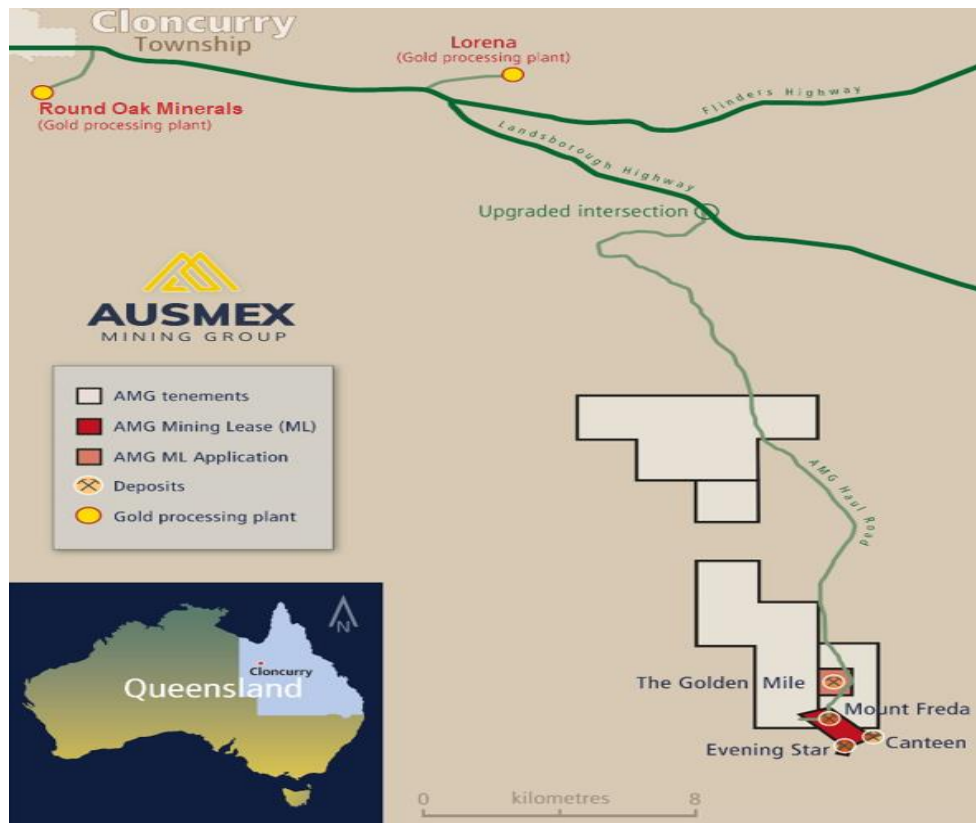 Cloncurry
Township
Lorena
(Gold processing plant)
Round Oak Minerals
(Gold processing plant)
Flinders Highway
Landsborough Highway
Upgraded intersection
AUSMEX
MINING GROUP
AMG tenements
AMG Mining Lease (ML)
AMG ML Application
Deposits
Gold processing plant
AMG Haul Road
N
Cloncurry
Queensland
The Golden Mile
Mount Freda
Canteen
Evening Star
0 kilometres 8